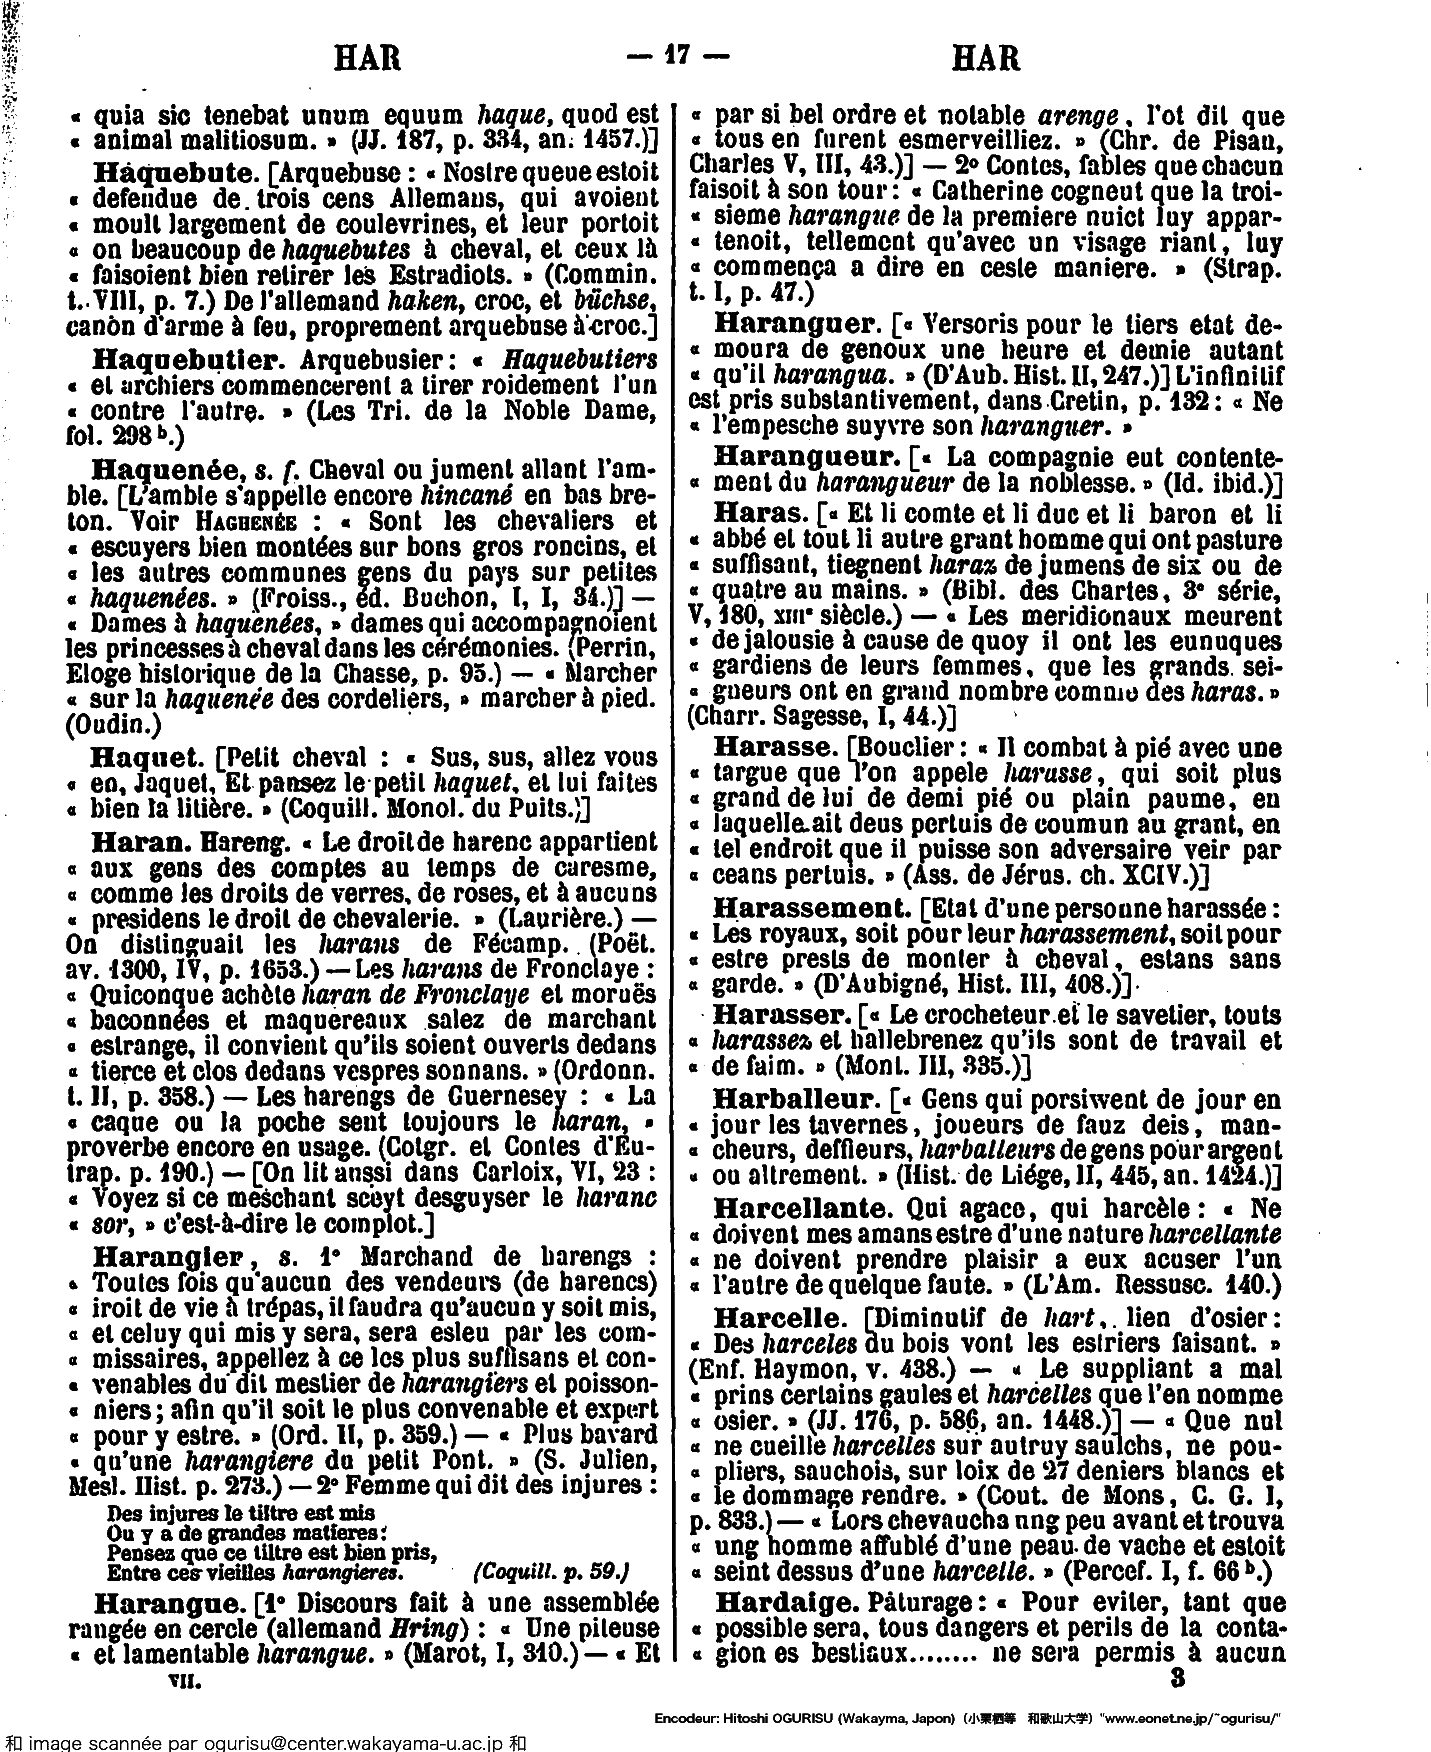 HAR — 17 — HAR
« quia sic tenebat unum equum haque, quod est
« animal malitiosum. » (JJ. 187, p. 334, an. 1457.)]
Haquebute. [Arquebuse : « Nostre queue estoit
« defendue de trois cens Allemans, qui avoient
« moult largement de coulevrines, et leur portoit
« on beaucoup de haquebutes à cheval, et ceux là
« faisoient bien retirer les Estradiots. » (Commin.
t. VIII, p. 7.) De l'allemand haken, croc, et büchse,
canon d'arme à feu, proprement arquebuse à croc.]
Haquebutier. Arquebusier : « Haquebutiers
« et archiers commencerent a tirer roidement l'un
« contre l'autre. » (Les Tri. de la Noble Dame,
fol. 298 b.)
Haquenée, s. f. Cheval ou jument allant l'am-
ble. [L'amble s'appelle encore hincané en bas bre-
ton. Voir HAGUENÉE : « Sont les chevaliers et
« escuyers bien montées sur bons gros roncins, et
« les autres communes gens du pays sur petites
« haquenées. » (Froiss., éd. Buchon, I, I, 34.)] —
« Dames à haquenées, » dames qui accompagnoient
les princesses à cheval dans les cérémonies. (Perrin,
Eloge historique de la Chasse, p. 95.) — « Marcher
« sur la haquenée des cordeliers, » marcher à pied.
(Oudin.)
Haquet. [Petit cheval : « Sus, sus, allez vous
« en, Jaquet, Et pansez le petit haquet, et lui faites
« bien la litière. » (Coquill. Monol. du Puits.)]
Haran. Hareng. « Le droit de harenc appartient
« aux gens des comptes au temps de caresme,
« comme les droits de verres, de roses, et à aucuns
« presidens le droit de chevalerie. » (Laurière.) —
On distinguait les harans de Fécamp. (Poët.
av. 1300, IV, p. 1653.) — Les harans de Fronclaye :
« Quiconque achète haran de Fronclaye et moruës
« baconnées et maquereaux salez de marchant
« estrange, il convient qu'ils soient ouverts dedans
« tierce et clos dedans vespres sonnans. » (Ordonn.
t. II, p. 358.) — Les harengs de Guernesey : « La
« caque ou la poche sent toujours le haran, »
proverbe encore en usage. (Cotgr. et Contes d'Eu-
trap. p. 190.) — [On lit aussi dans Carloix, VI, 23 :
« Voyez si ce meschant sceyt desguyser le haranc
« sor, » c'est-à-dire le complot.]
Harangier, s. 1° Marchand de harengs :
« Toutes fois qu'aucun des vendeurs (de harencs)
« iroit de vie à trépas, il faudra qu'aucun y soit mis,
« et celuy qui mis y sera, sera esleu par les com-
« missaires, appellez à ce les plus suffisans et con-
« venables du dit mestier de harangiers et poisson-
« niers ; afin qu'il soit le plus convenable et expert
« pour y estre. » (Ord. II, p. 359.) — « Plus bavard
« qu'une harangiere du petit Pont. » (S. Julien,
Mesl. Hist. p. 273.) — 2° Femme qui dit des injures :
Des injures le tiltre est mis
Ou y a de grandes matieres :
Pensez que ce tiltre est bien pris,
Entre ces vieilles harangieres. (Coquill. p. 59.)
Harangue. [1° Discours fait à une assemblée
rangée en cercle (allemand Hring) : « Une piteuse
« et lamentable harangue. » (Marot, I, 310.) — « Et
VII.
« par si bel ordre et notable arenge, l'ot dit que
« tous en furent esmerveilliez. » (Chr. de Pisan,
Charles V, III, 43.)] — 2° Contes, fables que chacun
faisoit à son tour : « Catherine cogneut que la troi-
« sieme harangue de la premiere nuict luy appar-
« tenoit, tellement qu'avec un visage riant, luy
« commença a dire en ceste maniere. » (Strap.
t. I, p. 47.)
Haranguer. [« Versoris pour le tiers etat de-
« moura de genoux une heure et demie autant
« qu'il harangua. » (D'Aub. Hist. II, 247.)] L'infinitif
est pris substantivement, dans Cretin, p. 132 : « Ne
« l'empesche suyvre son haranguer. »
Harangueur. [« La compagnie eut contente-
« ment du harangueur de la noblesse. » (Id. ibid.)]
Haras. [« Et li comte et li duc et li baron et li
« abbé et tout li autre grant homme qui ont pasture
« suffisant, tiegnent haraz de jumens de six ou de
« quatre au mains. » (Bibl. des Chartes, 3e série,
V, 180, XIIIe siècle.) — « Les meridionaux meurent
« de jalousie à cause de quoy il ont les eunuques
« gardiens de leurs femmes, que les grands sei-
« gneurs ont en grand nombre comme des haras. »
(Charr. Sagesse, I, 44.)]
Harasse. [Bouclier : « Il combat à pié avec une
« targue que l'on appele harasse, qui soit plus
« grand de lui de demi pié ou plain paume, en
« laquelle ait deus pertuis de coumun au grant, en
« tel endroit que il puisse son adversaire veir par
« ceans pertuis. » (Ass. de Jérus. ch. XCIV.)]
Harassement. [Etat d'une personne harassée :
« Les royaux, soit pour leur harassement, soit pour
« estre prests de monter à cheval, estans sans
« garde. » (D'Aubigné, Hist. III, 408.)]
Harasser. [« Le crocheteur et le savetier, touts
« harassez et hallebrenez qu'ils sont de travail et
« de faim. » (Mont. III, 335.)]
Harballeur. [« Gens qui porsiwent de jour en
« jour les tavernes, joueurs de fauz deis, man-
« cheurs, deffieurs, harballeurs de gens pour argent
« ou altrement. » (Hist. de Liége, II, 445, an. 1424.)]
Harcellante. Qui agace, qui harcèle : « Ne
« doivent mes amans estre d'une nature harcellante
« ne doivent prendre plaisir a eux acuser l'un
« l'autre de quelque faute. » (L'Am. Ressusc. 140.)
Harcelle. [Diminutif de hart, lien d'osier :
« Des harceles du bois vont les estriers faisant. »
(Enf. Haymon, v. 438.) — « Le suppliant a mal
« prins certains gaules et harcelles que l'en nomme
« osier. » (JJ. 176, p. 586, an. 1448.)] — « Que nul
« ne cueille harcelles sur autruy saulchs, ne pou-
« pliers, sauchois, sur loix de 27 deniers blancs et
« le dommage rendre. » (Cout. de Mons, C. G. I,
p. 833.) — « Lors chevaucha ung peu avant et trouva
« ung homme affublé d'une peau de vache et estoit
« seint dessus d'une harcelle. » (Percef. I, f. 66 b.)
Hardaige. Pâturage : « Pour eviter, tant que
« possible sera, tous dangers et perils de la conta-
« gion es bestiaux........ ne sera permis à aucun
3
Encodeur: Hitoshi OGURISU (Wakayma, Japon) (小栗栖等 和歌山大学) "www.eonet.ne.jp/~ogurisu/"
和 image scannée par ogurisu@center.wakayama-u.ac.jp 和